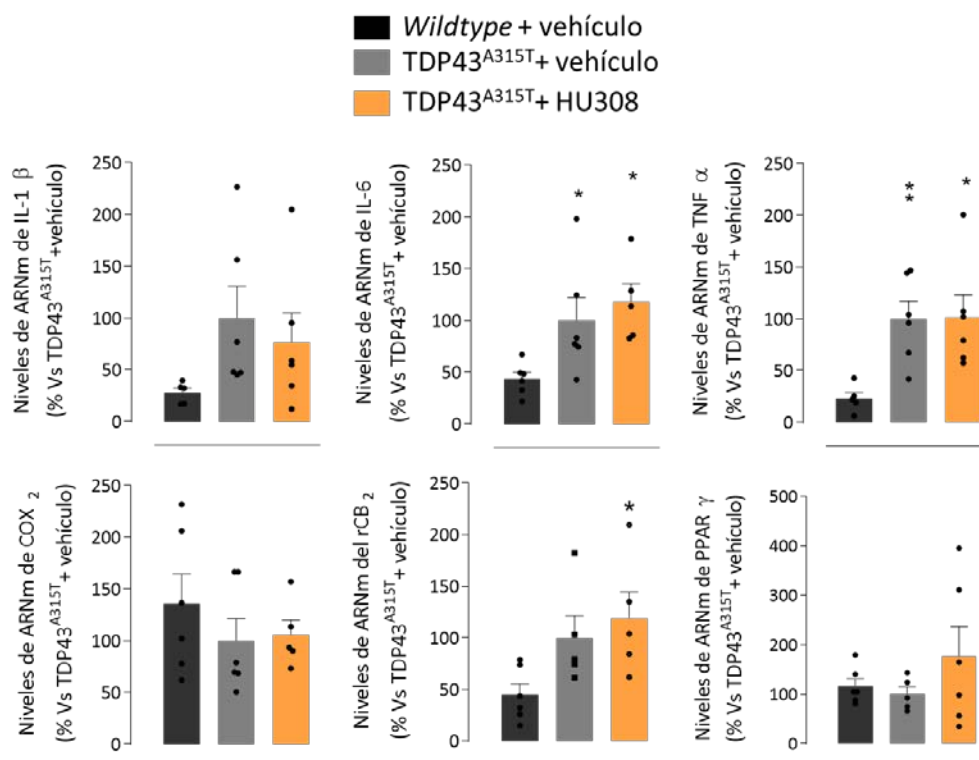 Wildtype + vehículo
TDP43A315T + vehículo
TDP43A315T + HU308
Niveles de ARNm de IL-1 β
(% Vs TDP43A315T +vehículo)
250
200
150
100
50
0
Niveles de ARNm de IL-6
(% Vs TDP43A315T + vehículo)
250
200
150
100
50
0
*
*
Niveles de ARNm de TNF α
(% Vs TDP43A315T + vehículo)
250
200
150
100
50
0
*
*
*
Niveles de ARNm de COX 2
(% Vs TDP43A315T + vehículo)
250
200
150
100
50
0
Niveles de ARNm del rCB 2
(% Vs TDP43A315T + vehículo)
250
200
150
100
50
0
*
Niveles de ARNm de PPAR γ
(% Vs TDP43A315T + vehículo)
500
400
300
200
100
0